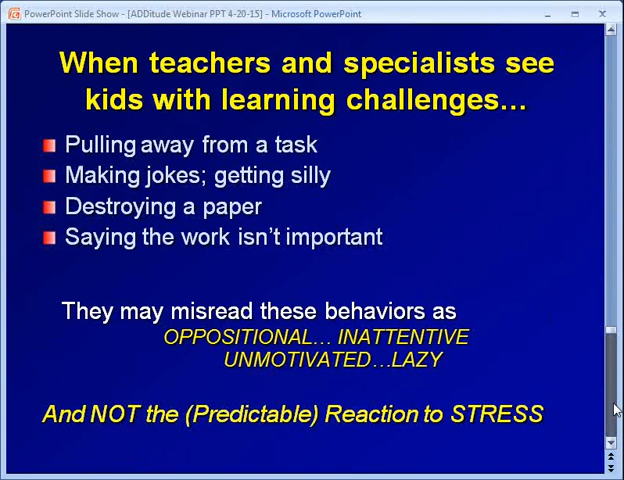 PowerPoint Slide Show - [ADDitude Webinar PPT 4-20-15] - Microsoft PowerPoint
When teachers and specialists see
kids with learning challenges…
Pulling away from a task
Making jokes; getting silly
Destroying a paper
Saying the work isn’t important
They may misread these behaviors as
OPPOSITIONAL… INATTENTIVE
UNMOTIVATED…LAZY
And NOT the (Predictable) Reaction to STRESS